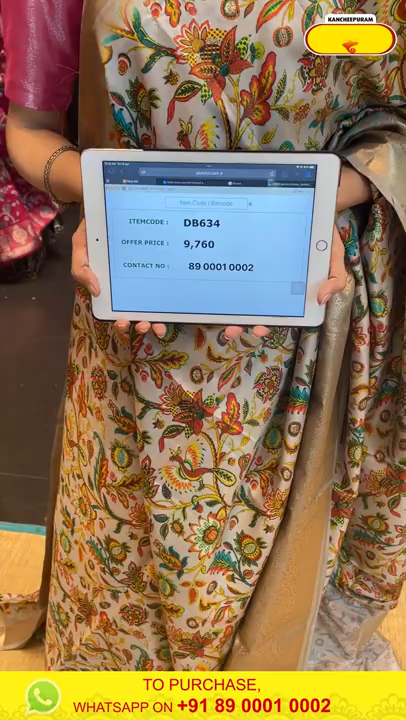 KANCHEEPURAM
Item Code / Barcode
ITEMCODE : DB634
OFFER PRICE : 9,760
CONTACT NO : 89 0001 0002
TO PURCHASE,
WHATSAPP ON +91 89 0001 0002